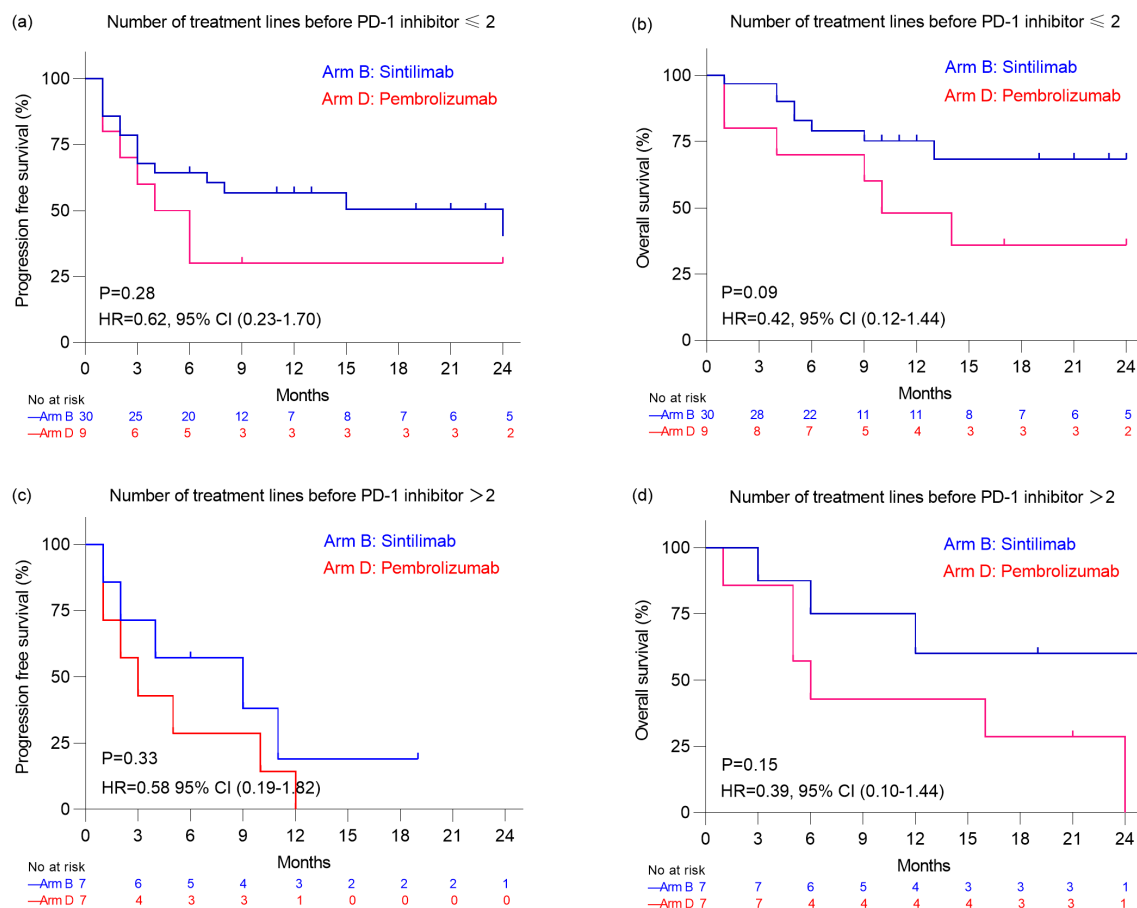 (a) Number of treatment lines before PD-1 inhibitor ≤ 2
Arm B: Sintilimab
Arm D: Pembrolizumab
Progression free survival (%)
100
75
50
25
0
P=0.28
HR=0.62, 95% CI (0.23-1.70)
0 3 6 9 12 15 18 21 24
Months
No at risk
Arm B 30 25 20 12 7 8 7 6 5
Arm D 9 6 5 3 3 3 3 3 2
(b) Number of treatment lines before PD-1 inhibitor ≤ 2
Arm B: Sintilimab
Arm D: Pembrolizumab
Overall survival (%)
100
75
50
25
0
P=0.09
HR=0.42, 95% CI (0.12-1.44)
0 3 6 9 12 15 18 21 24
Months
No at risk
Arm B 30 28 22 11 11 8 7 6 5
Arm D 9 8 7 5 4 3 3 3 2
(c) Number of treatment lines before PD-1 inhibitor >2
Arm B: Sintilimab
Arm D: Pembrolizumab
Progression free survival (%)
100
75
50
25
0
P=0.33
HR=0.58 95% CI (0.19-1.82)
0 3 6 9 12 15 18 21 24
Months
No at risk
Arm B 7 6 5 4 3 2 2 2 1
Arm D 7 4 3 3 1 0 0 0 0
(d) Number of treatment lines before PD-1 inhibitor >2
Arm B: Sintilimab
Arm D: Pembrolizumab
Overall survival (%)
100
75
50
25
0
P=0.15
HR=0.39, 95% CI (0.10-1.44)
0 3 6 9 12 15 18 21 24
Months
No at risk
Arm B 7 7 6 5 4 3 3 3 1
Arm D 7 7 4 4 4 4 3 3 1